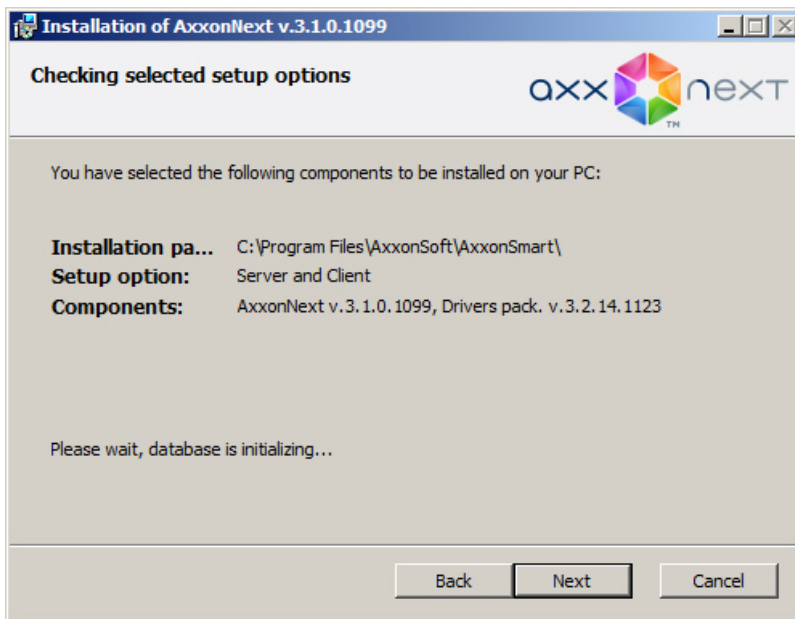 Installation of AxxonNext v.3.1.0.1099
Checking selected setup options
axx next
TM
You have selected the following components to be installed on your PC:
Installation pa... C:\Program Files\AxxonSoft\AxxonSmart\
Setup option: Server and Client
Components: AxxonNext v.3.1.0.1099, Drivers pack. v.3.2.14.1123
Please wait, database is initializing...
Back Next Cancel